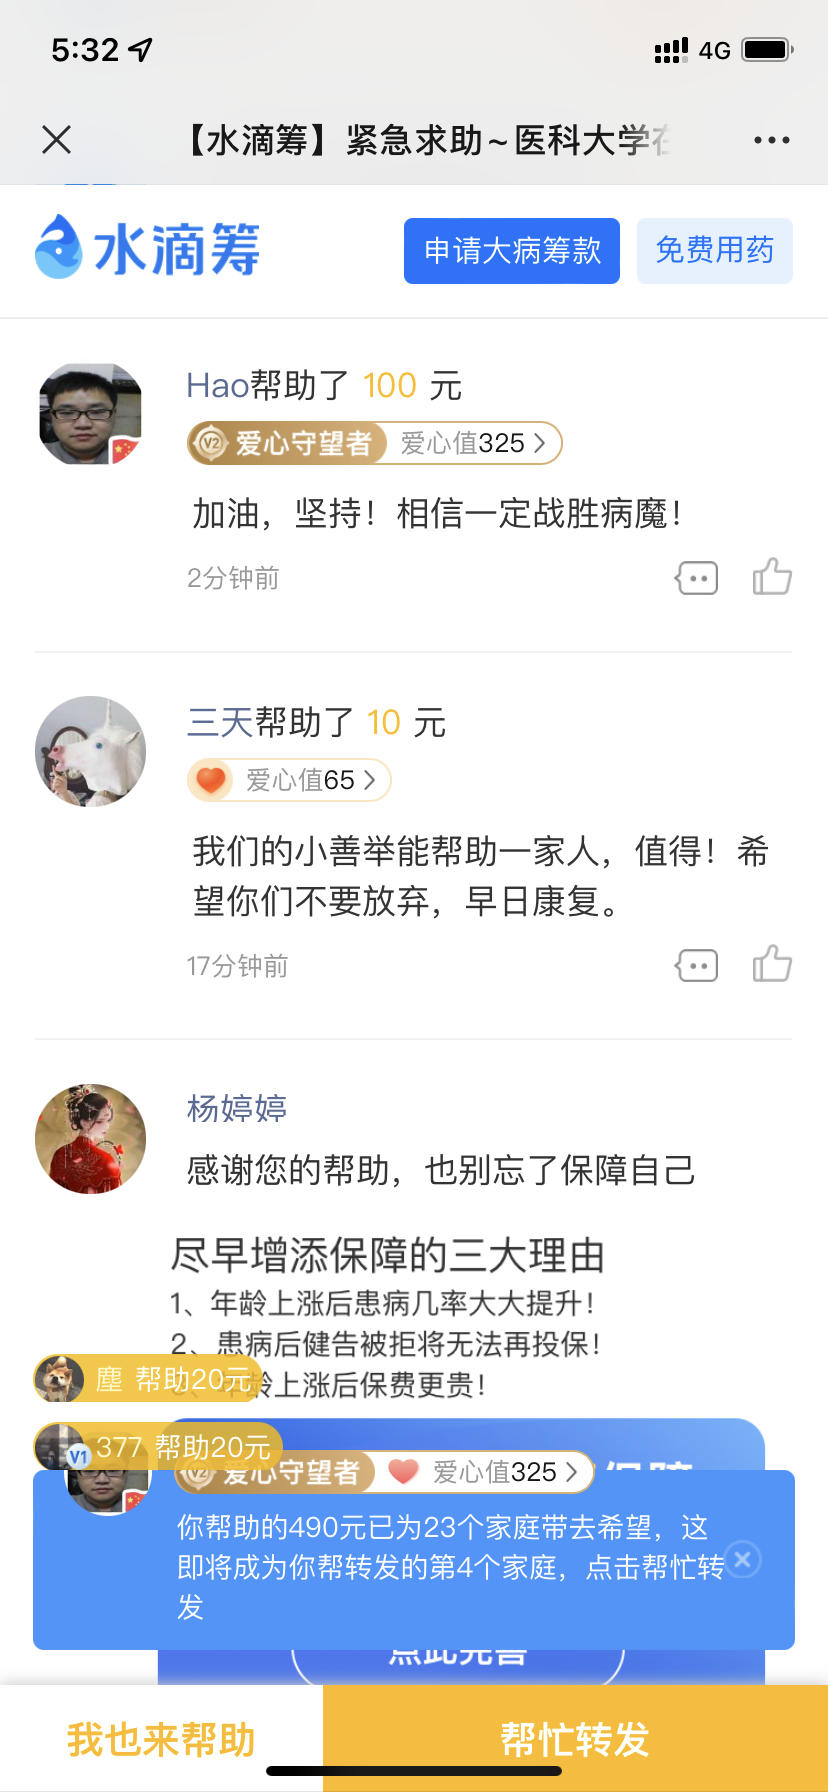 5:32
4G
【水滴筹】紧急求助~医科大学
水滴筹
申请大病筹款
免费用药
Hao帮助了 100 元
V2 爱心守望者 爱心值325
加油，坚持！相信一定战胜病魔！
2分钟前
三天帮助了 10 元
爱心值65
我们的小善举能帮助一家人，值得！希
望你们不要放弃，早日康复。
17分钟前
杨婷婷
感谢您的帮助，也别忘了保障自己
尽早增添保障的三大理由
1、年龄上涨后患病几率大大提升！
2、患病后健告被拒将无法再投保！
塵 帮助20元
年龄上涨后保费更贵！
V1 377 帮助20元
V2 爱心守望者 爱心值325
保障
你帮助的490元已为23个家庭带去希望，这
即将成为你帮转发的第4个家庭，点击帮忙转
发
点此完善
我也来帮助
帮忙转发